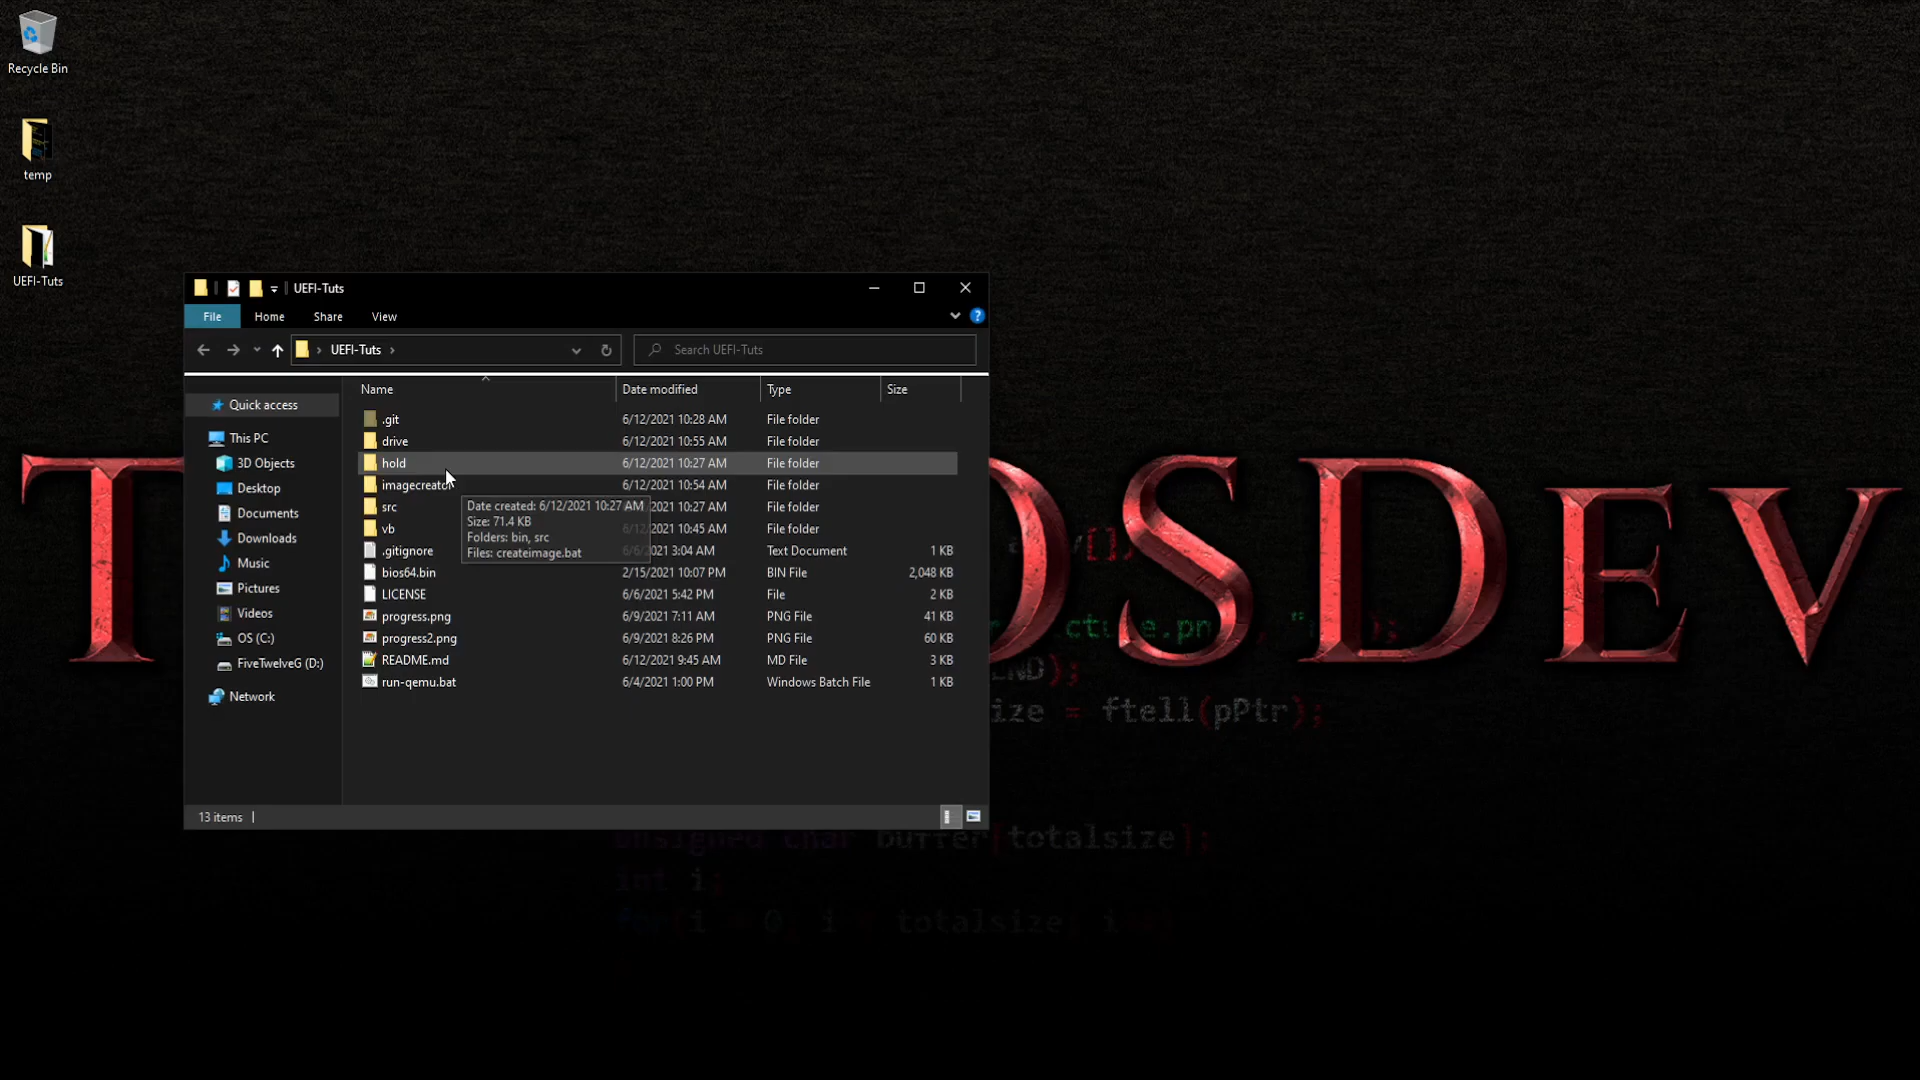 Recycle Bin
temp
UEFI-Tuts
UEFI-Tuts
File Home Share View
UEFI-Tuts
Search UEFI-Tuts
Name Date modified Type Size
Quick access
This PC
3D Objects
Desktop
Documents
Downloads
Music
Pictures
Videos
OS (C:)
FiveTwelveG (D:)
Network
.git 6/12/2021 10:28 AM File folder
drive 6/12/2021 10:55 AM File folder
hold 6/12/2021 10:27 AM File folder
imagecreator 6/12/2021 10:54 AM File folder
src 10:27 AM File folder
vb 10:45 AM File folder
.gitignore 3:04 AM Text Document 1 KB
bios64.bin 2/15/2021 10:07 PM BIN File 2,048 KB
LICENSE 6/6/2021 5:42 PM File 2 KB
progress.png 6/9/2021 7:11 AM PNG File 41 KB
progress2.png 6/9/2021 8:26 PM PNG File 60 KB
README.md 6/12/2021 9:45 AM MD File 3 KB
run-qemu.bat 6/4/2021 1:00 PM Windows Batch File 1 KB
Date created: 6/12/2021 10:27 AM
Size: 71.4 KB
Folders: bin, src
Files: createimage.bat
13 items
T OSDEV
cture.pn
END);
size = ftell(pPtr);
unsigned char buffer[totalsize];
int i;
for(i = 0; i < totalsize; i++)